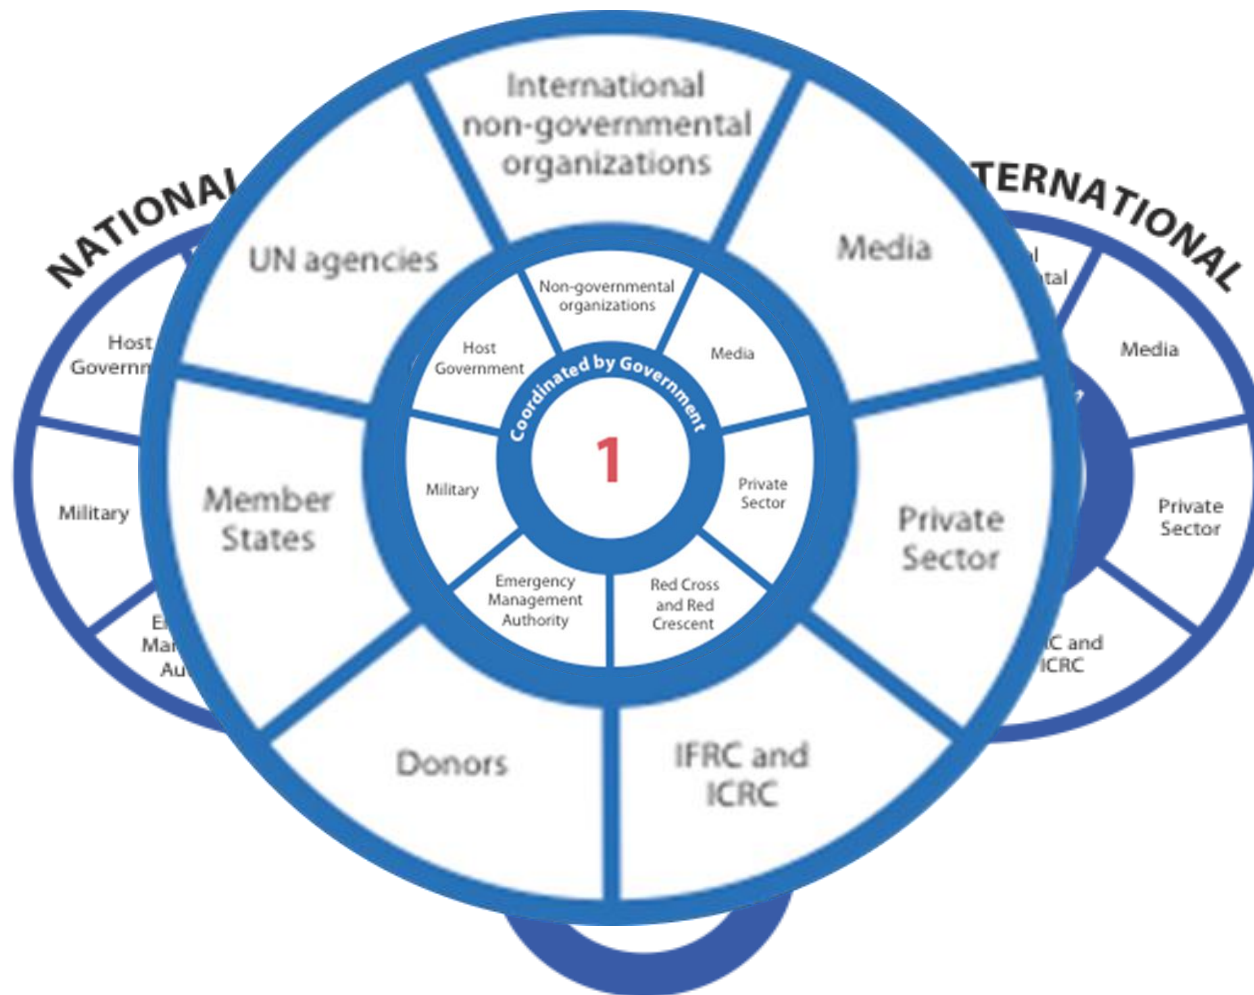 International
non-governmental
organizations
UN agencies
Media
Member
States
Private
Sector
Donors
IFRC and
ICRC
Non-governmental
organizations
Host
Government
Media
Military
Private
Sector
Emergency
Management
Authority
Red Cross
and Red
Crescent
Coordinated by Government
1
NATIONAL
Host
Military
TERNATIONAL
Media
Private
Sector
and
ICRC